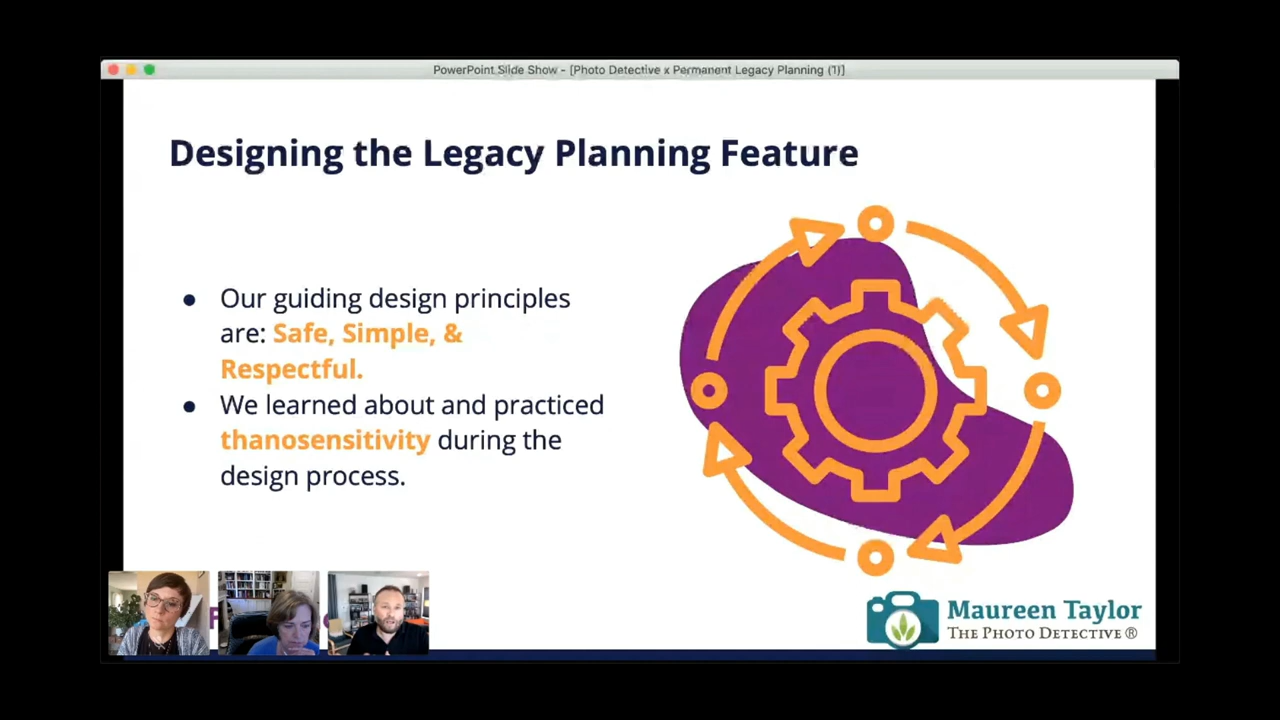 PowerPoint Slide Show - [Photo Detective x Permanent Legacy Planning (1)]
Designing the Legacy Planning Feature
● Our guiding design principles
are: Safe, Simple, &
Respectful.
● We learned about and practiced
thanosensitivity during the
design process.
Maureen Taylor
The Photo Detective ®